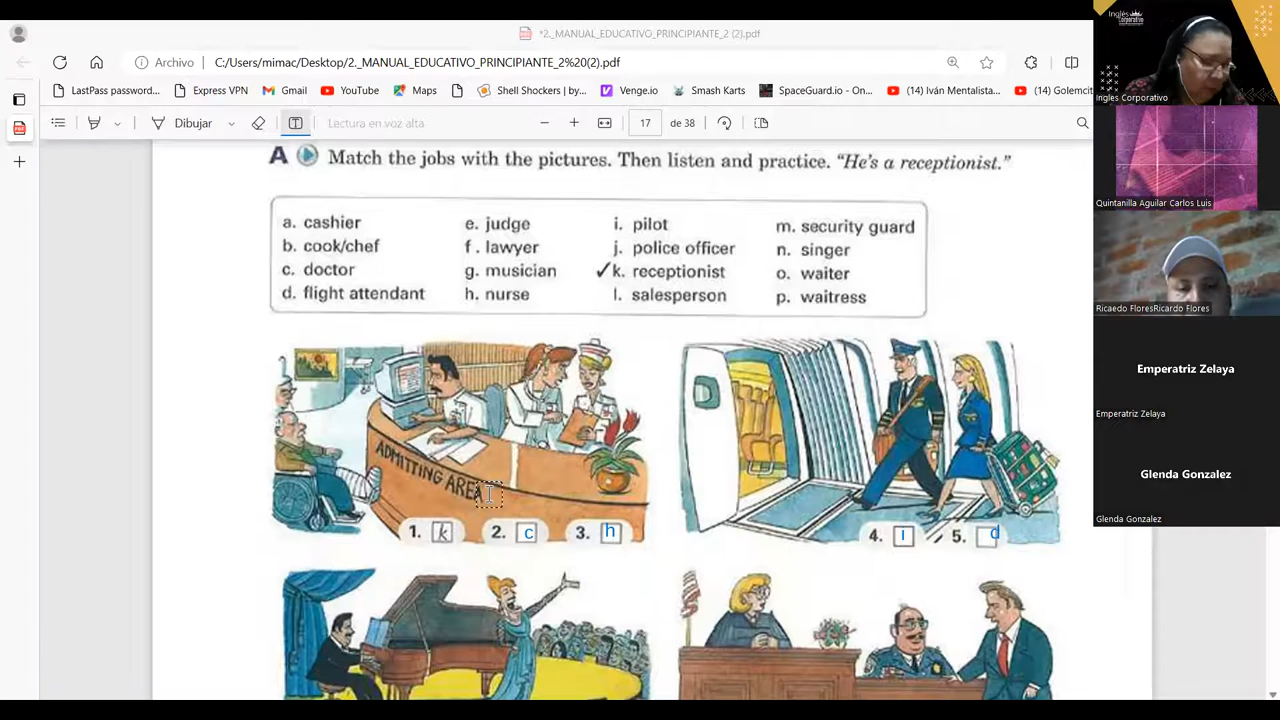 *2._MANUAL_EDUCATIVO_PRINCIPIANTE_2 (2).pdf
Archivo C:/Users/mimac/Desktop/2._MANUAL_EDUCATIVO_PRINCIPIANTE_2%20(2).pdf
LastPass password... Express VPN Gmail YouTube Maps Shell Shockers | by... Venge.io Smash Karts SpaceGuard.io - On... (14) Iván Mentalista... (14) Golemcit
Dibujar Lectura en voz alta 17 de 38
A Match the jobs with the pictures. Then listen and practice. "He's a receptionist."
a. cashier e. judge i. pilot m. security guard
b. cook/chef f. lawyer j. police officer n. singer
c. doctor g. musician ✓k. receptionist o. waiter
d. flight attendant h. nurse l. salesperson p. waitress
ADMITTING AREA
1. k 2. c 3. h 4. i 5. d
Inglés
Corporativo
Ingles Corporativo
Quintanilla Aguilar Carlos Luis
Ricaedo FloresRicardo Flores
Emperatriz Zelaya
Emperatriz Zelaya
Glenda Gonzalez
Glenda Gonzalez